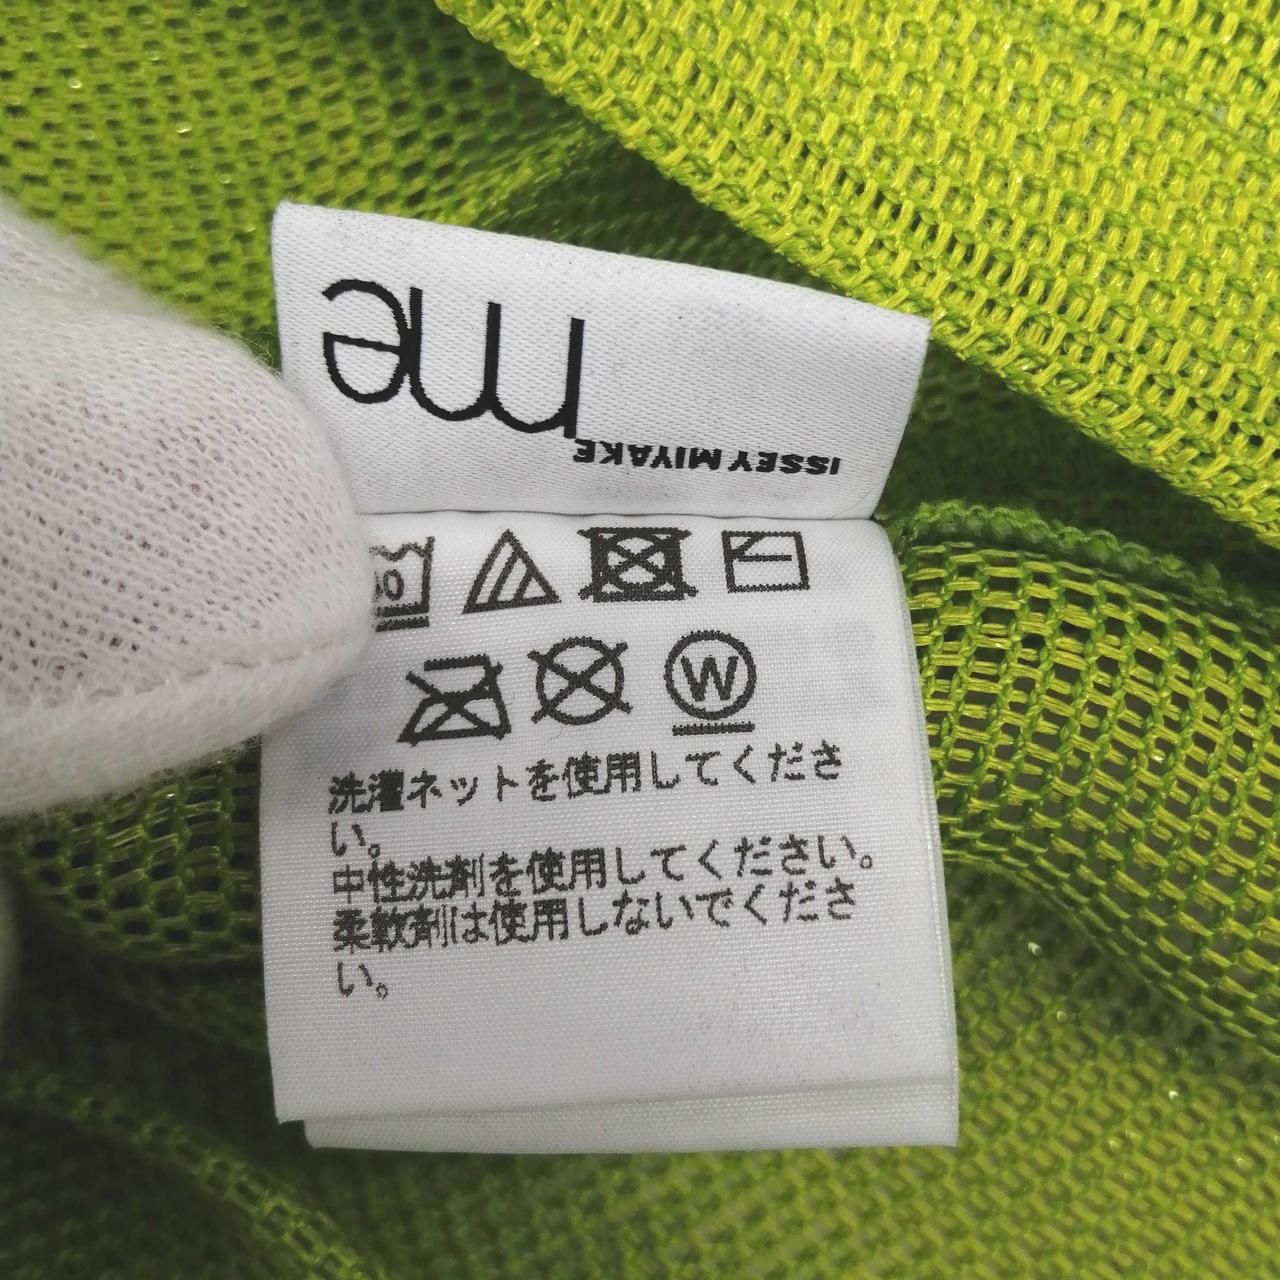 me
ISSEY MIYAKE
W
洗濯ネットを使用してくださ
い。
中性洗剤を使用してください。
柔軟剤は使用しないでくださ
い。